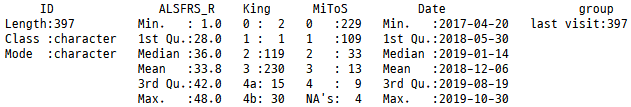 ID ALSFRS_R King MiToS Date group
Length:397 Min. : 1.0 0 : 2 0 :229 Min. :2017-04-20 last visit:397
Class :character 1st Qu.:28.0 1 : 1 1 :109 1st Qu.:2018-05-30
Mode :character Median :36.0 2 :119 2 : 33 Median :2019-01-14
Mean :33.8 3 :230 3 : 13 Mean :2018-12-06
3rd Qu.:42.0 4a: 15 4 : 9 3rd Qu.:2019-08-19
Max. :48.0 4b: 30 NA's: 4 Max. :2019-10-30